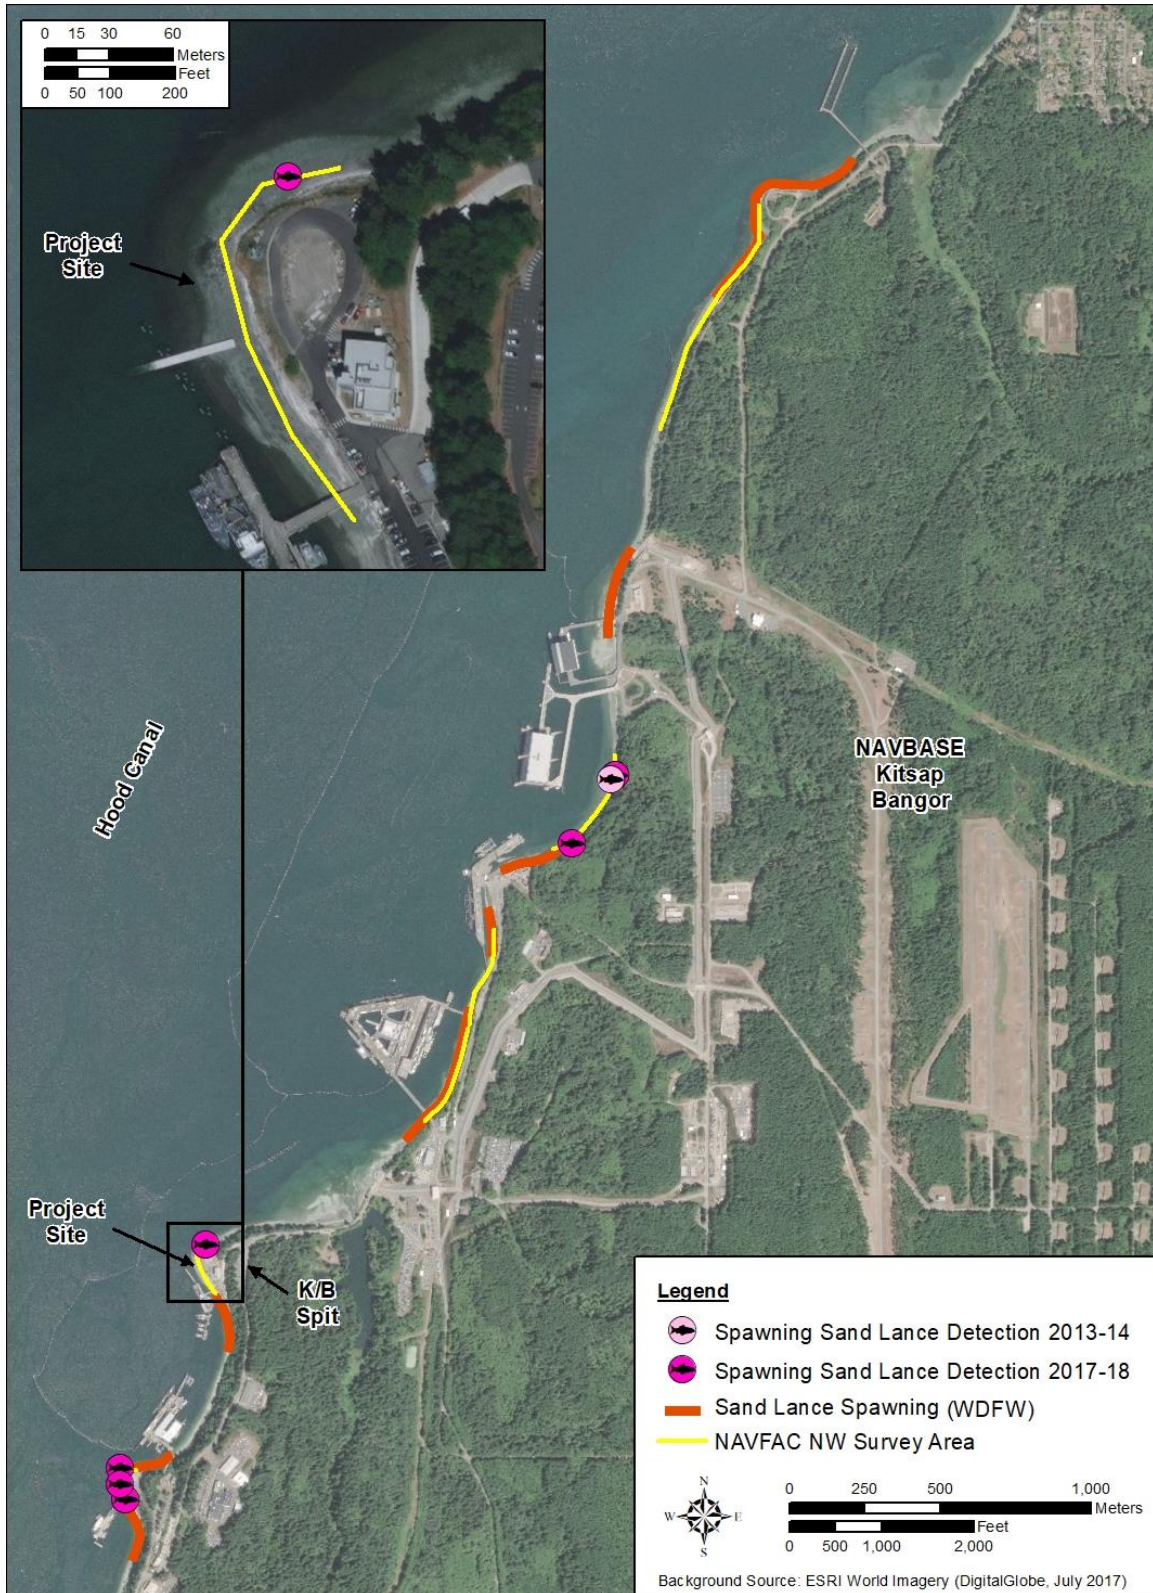 0 15 30 60
Meters
Feet
0 50 100 200
Project
Site
Hood Canal
NAVBASE
Kitsap
Bangor
Project
Site
K/B
Spit
Legend
Spawning Sand Lance Detection 2013-14
Spawning Sand Lance Detection 2017-18
Sand Lance Spawning (WDFW)
NAVFAC NW Survey Area
N
W E
S
0 250 500 1,000
Meters
Feet
0 500 1,000 2,000
Background Source: ESRI World Imagery (DigitalGlobe, July 2017)